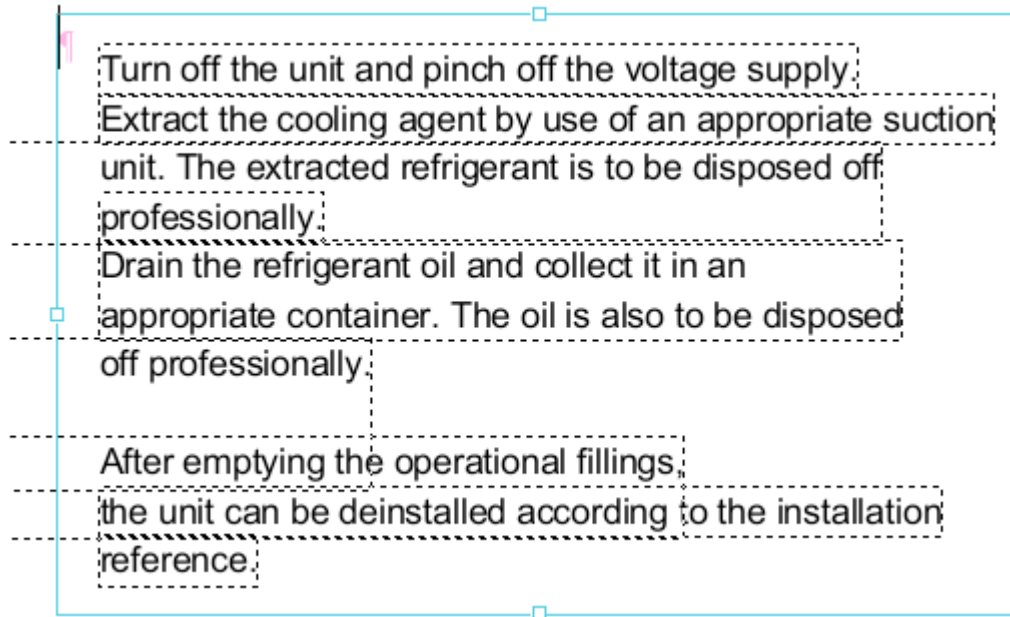 Turn off the unit and pinch off the voltage supply.
Extract the cooling agent by use of an appropriate suction
unit. The extracted refrigerant is to be disposed off
professionally.
Drain the refrigerant oil and collect it in an
appropriate container. The oil is also to be disposed
off professionally.
After emptying the operational fillings,
the unit can be deinstalled according to the installation
reference.